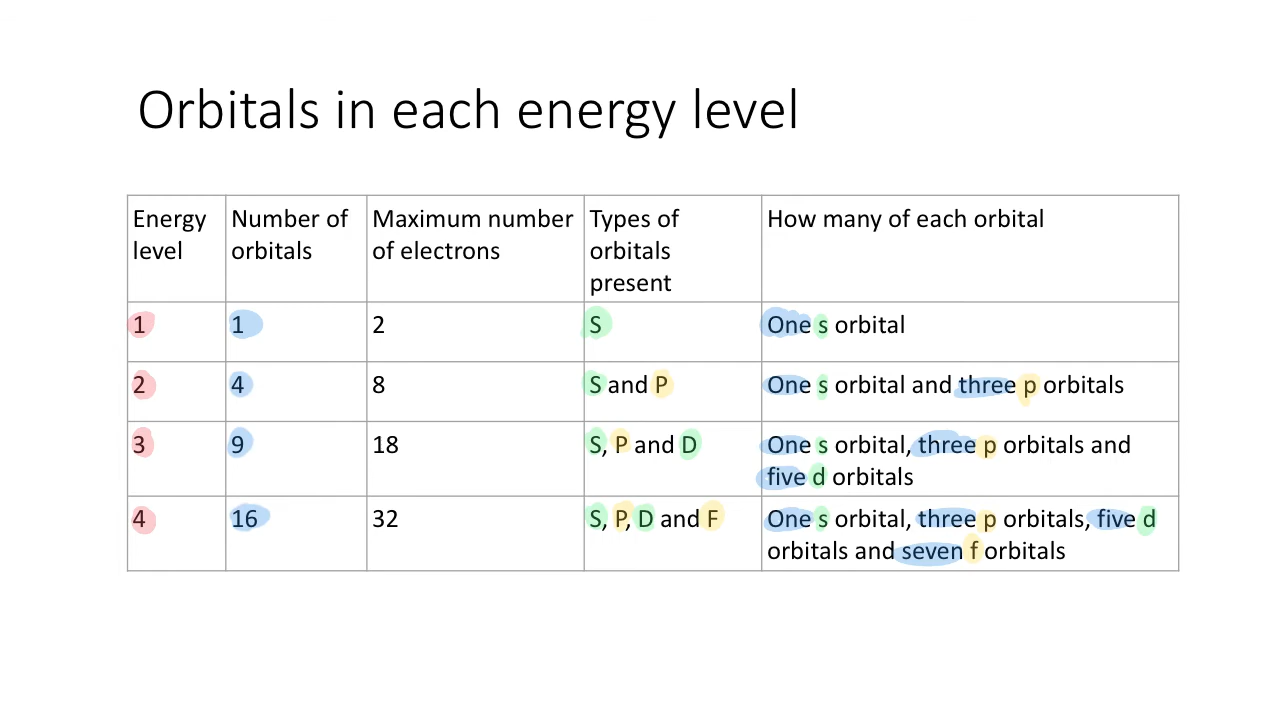 Orbitals in each energy level
Energy level
Number of orbitals
Maximum number of electrons
Types of orbitals present
How many of each orbital
1
1
2
S
One s orbital
2
4
8
S and P
One s orbital and three p orbitals
3
9
18
S, P and D
One s orbital, three p orbitals and
five d orbitals
4
16
32
S, P, D and F
One s orbital, three p orbitals, five d
orbitals and seven f orbitals